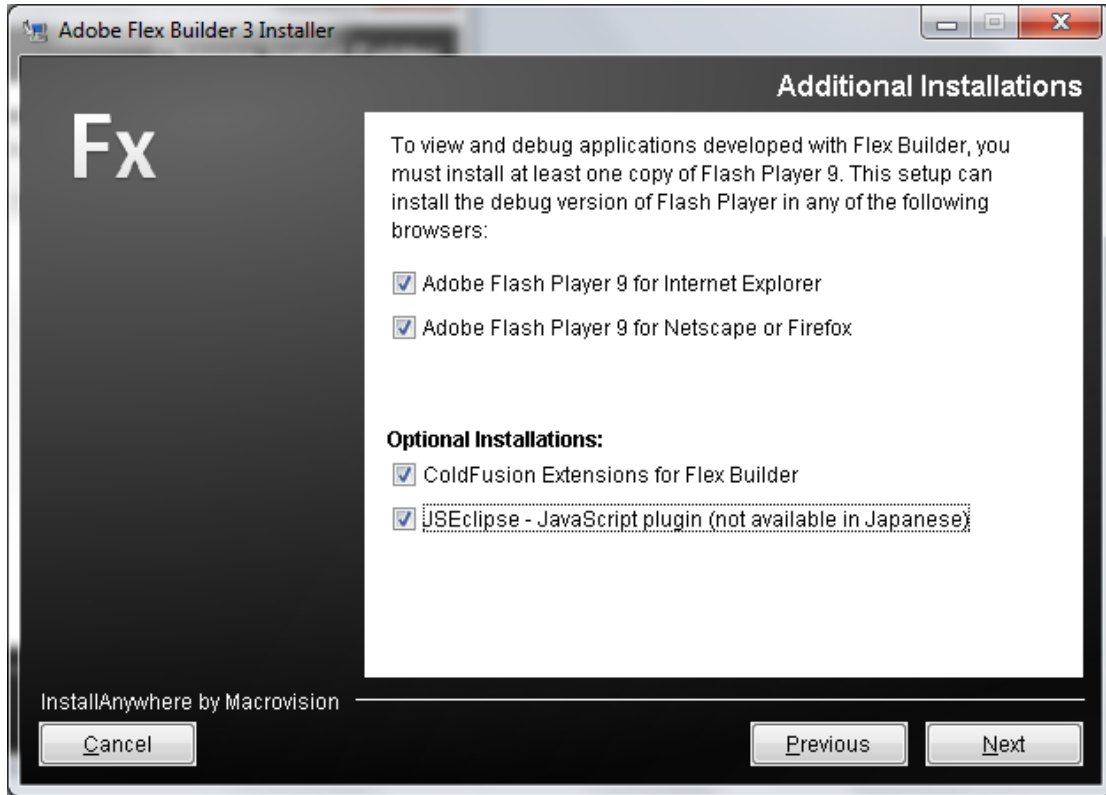 Adobe Flex Builder 3 Installer
Additional Installations
Fx
To view and debug applications developed with Flex Builder, you
must install at least one copy of Flash Player 9. This setup can
install the debug version of Flash Player in any of the following
browsers:
Adobe Flash Player 9 for Internet Explorer
Adobe Flash Player 9 for Netscape or Firefox
Optional Installations:
ColdFusion Extensions for Flex Builder
JSEclipse - JavaScript plugin (not available in Japanese)
InstallAnywhere by Macrovision
Cancel
Previous
Next